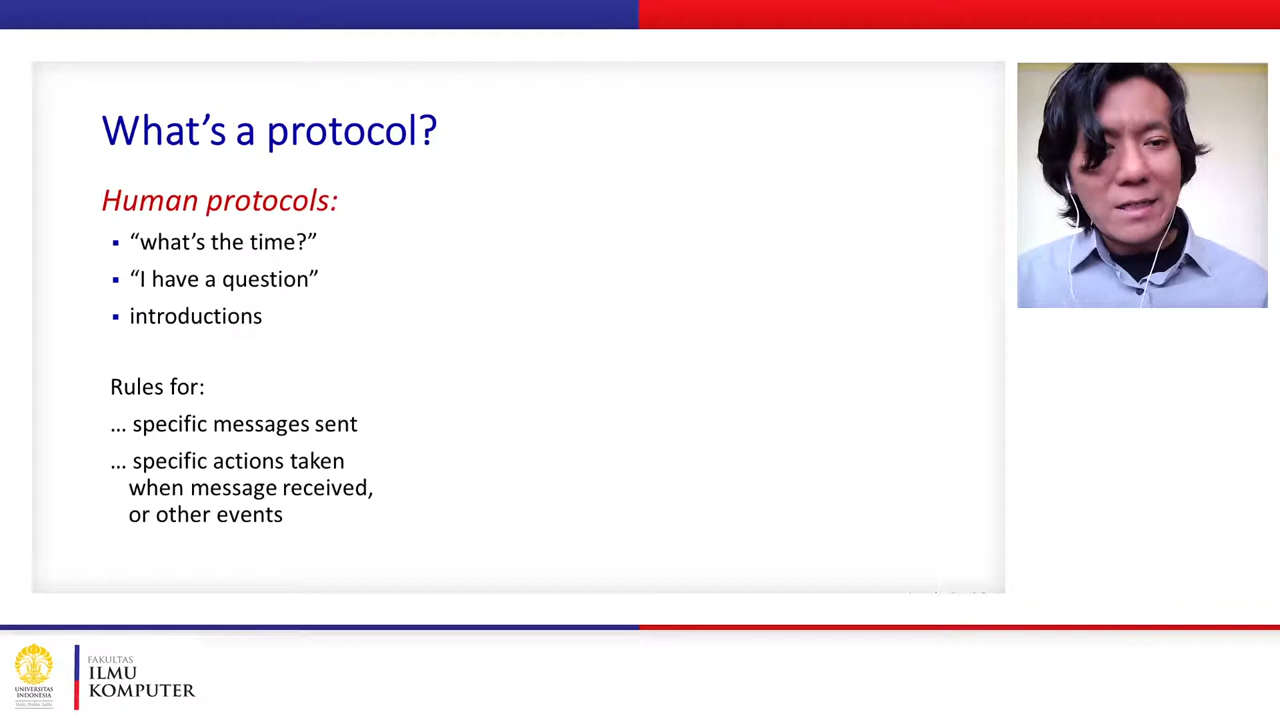 What's a protocol?
Human protocols:
▪ “what's the time?”
▪ “I have a question”
▪ introductions
Rules for:
... specific messages sent
... specific actions taken
when message received,
or other events
UNIVERSITAS
INDONESIA
FAKULTAS
ILMU
KOMPUTER